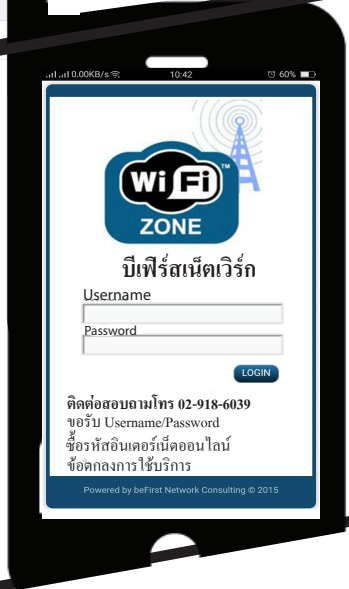 0.00KB/s 10:42 60%
Wi Fi™
ZONE
บีเฟิร์สเน็ตเวิร์ก
Username
Password
LOGIN
ติดต่อสอบถามโทร 02-918-6039
ขอรับ Username/Password
ซื้อรหัสอินเตอร์เน็ตออนไลน์
ข้อตกลงการใช้บริการ
Powered by beFirst Network Consulting © 2015